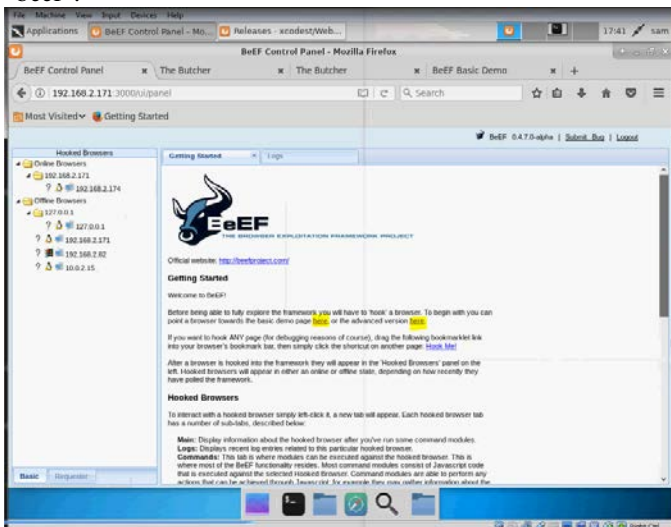 File Machine View Input Devices Help
Applications BeEF Control Panel - Mo... Releases · xcodest/Web... 17:41 sam
BeEF Control Panel - Mozilla Firefox
BeEF Control Panel × The Butcher × The Butcher × BeEF Basic Demo × +
192.168.2.171:3000/ui/panel Search
Most Visited Getting Started
BeEF 0.4.7.0-alpha | Submit Bug | Logout
Hooked Browsers
Getting Started Logs
Online Browsers
192.168.2.171
? 192.168.2.174
Offline Browsers
127.0.0.1
? 127.0.0.1
? 192.168.2.171
? 192.168.2.82
? 10.0.2.15
BeEF
THE BROWSER EXPLOITATION FRAMEWORK PROJECT
Official website: http://beefproject.com/
Getting Started
Welcome to BeEF!
Before being able to fully explore the framework you will have to 'hook' a browser. To begin with you can
point a browser towards the basic demo page here, or the advanced version here.
If you want to hook ANY page (for debugging reasons of course), drag the following bookmarklet link
into your browser's bookmark bar, then simply click the shortcut on another page: Hook Me!
After a browser is hooked into the framework they will appear in the 'Hooked Browsers' panel on the
left. Hooked browsers will appear in either an online or offline state, depending on how recently they
have polled the framework.
Hooked Browsers
To interact with a hooked browser simply left-click it, a new tab will appear. Each hooked browser tab
has a number of sub-tabs, described below:
Main: Display information about the hooked browser after you've run some command modules.
Logs: Displays recent log entries related to this particular hooked browser.
Commands: This tab is where modules can be executed against the hooked browser. This is
where most of the BeEF functionality resides. Most command modules consist of Javascript code
that is executed against the selected Hooked Browser. Command modules are able to perform any
actions that can be achieved through Javascript: for example they may gather information about the
Basic Requester